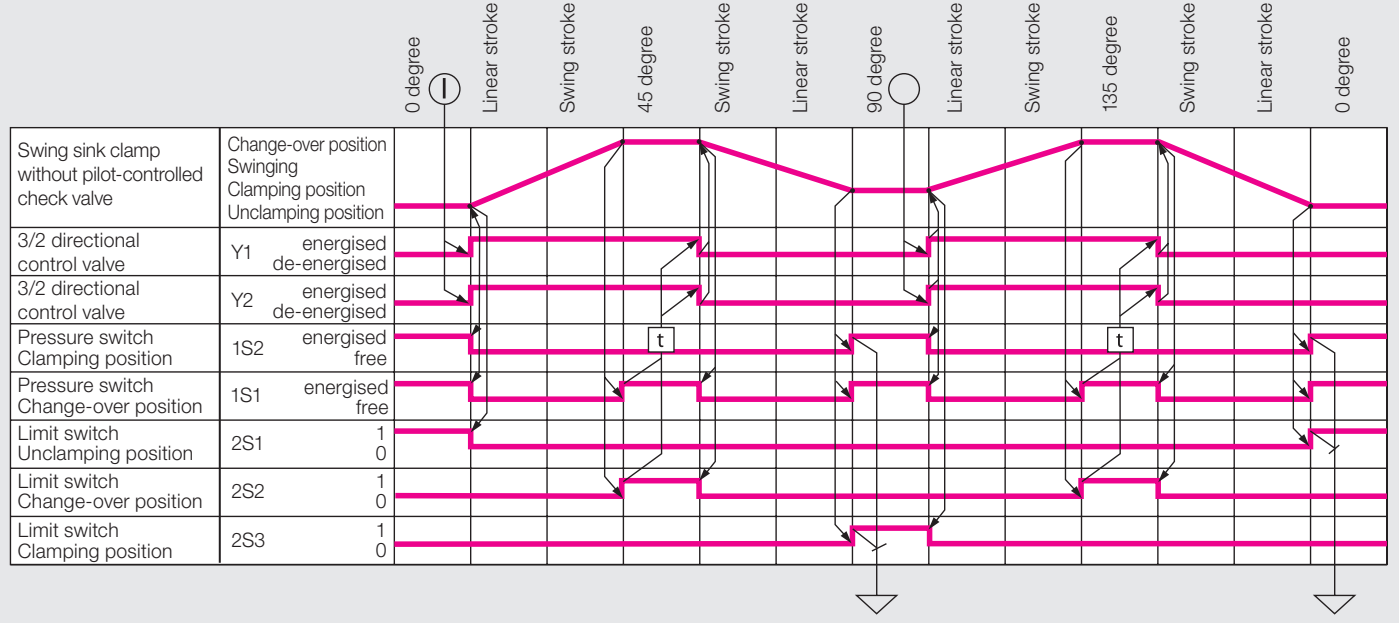 0 degree
Linear stroke
Swing stroke
45 degree
Swing stroke
Linear stroke
90 degree
Linear stroke
Swing stroke
135 degree
Swing stroke
Linear stroke
0 degree
I
Swing sink clamp
without pilot-controlled
check valve
Change-over position
Swinging
Clamping position
Unclamping position
3/2 directional
control valve
Y1
energised
de-energised
3/2 directional
control valve
Y2
energised
de-energised
Pressure switch
Clamping position
1S2
energised
free
t
t
Pressure switch
Change-over position
1S1
energised
free
Limit switch
Unclamping position
2S1
1
0
Limit switch
Change-over position
2S2
1
0
Limit switch
Clamping position
2S3
1
0